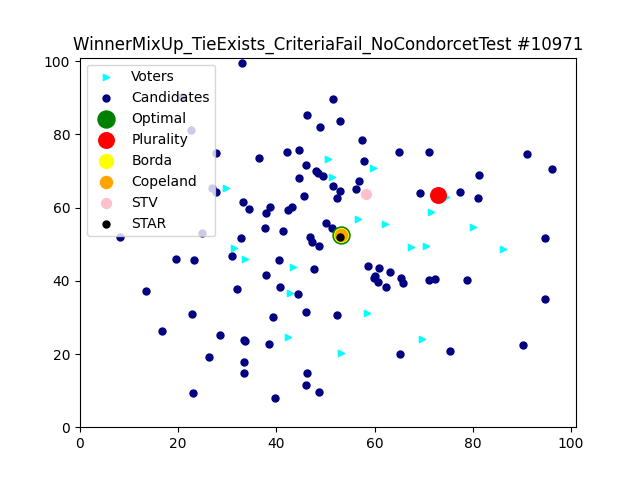 WinnerMixUp_TieExists_CriteriaFail_NoCondorcetTest #10971
100
80
60
40
20
0
Voters
Candidates
Optimal
Plurality
Borda
Copeland
STV
STAR
0 20 40 60 80 100